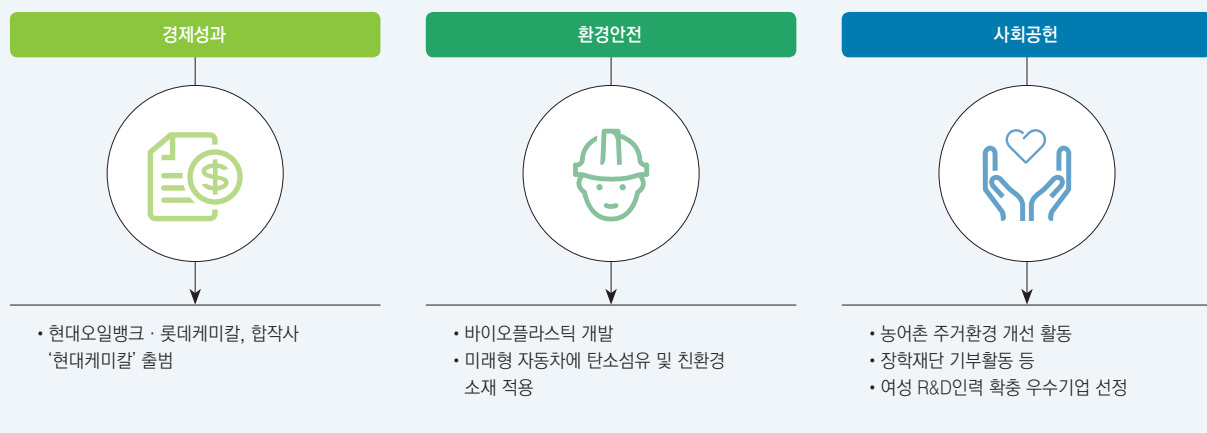 경제성과
환경안전
사회공헌
• 현대오일뱅크 · 롯데케미칼, 합작사
‘현대케미칼’ 출범
• 바이오플라스틱 개발
• 미래형 자동차에 탄소섬유 및 친환경
소재 적용
• 농어촌 주거환경 개선 활동
• 장학재단 기부활동 등
• 여성 R&D인력 확충 우수기업 선정